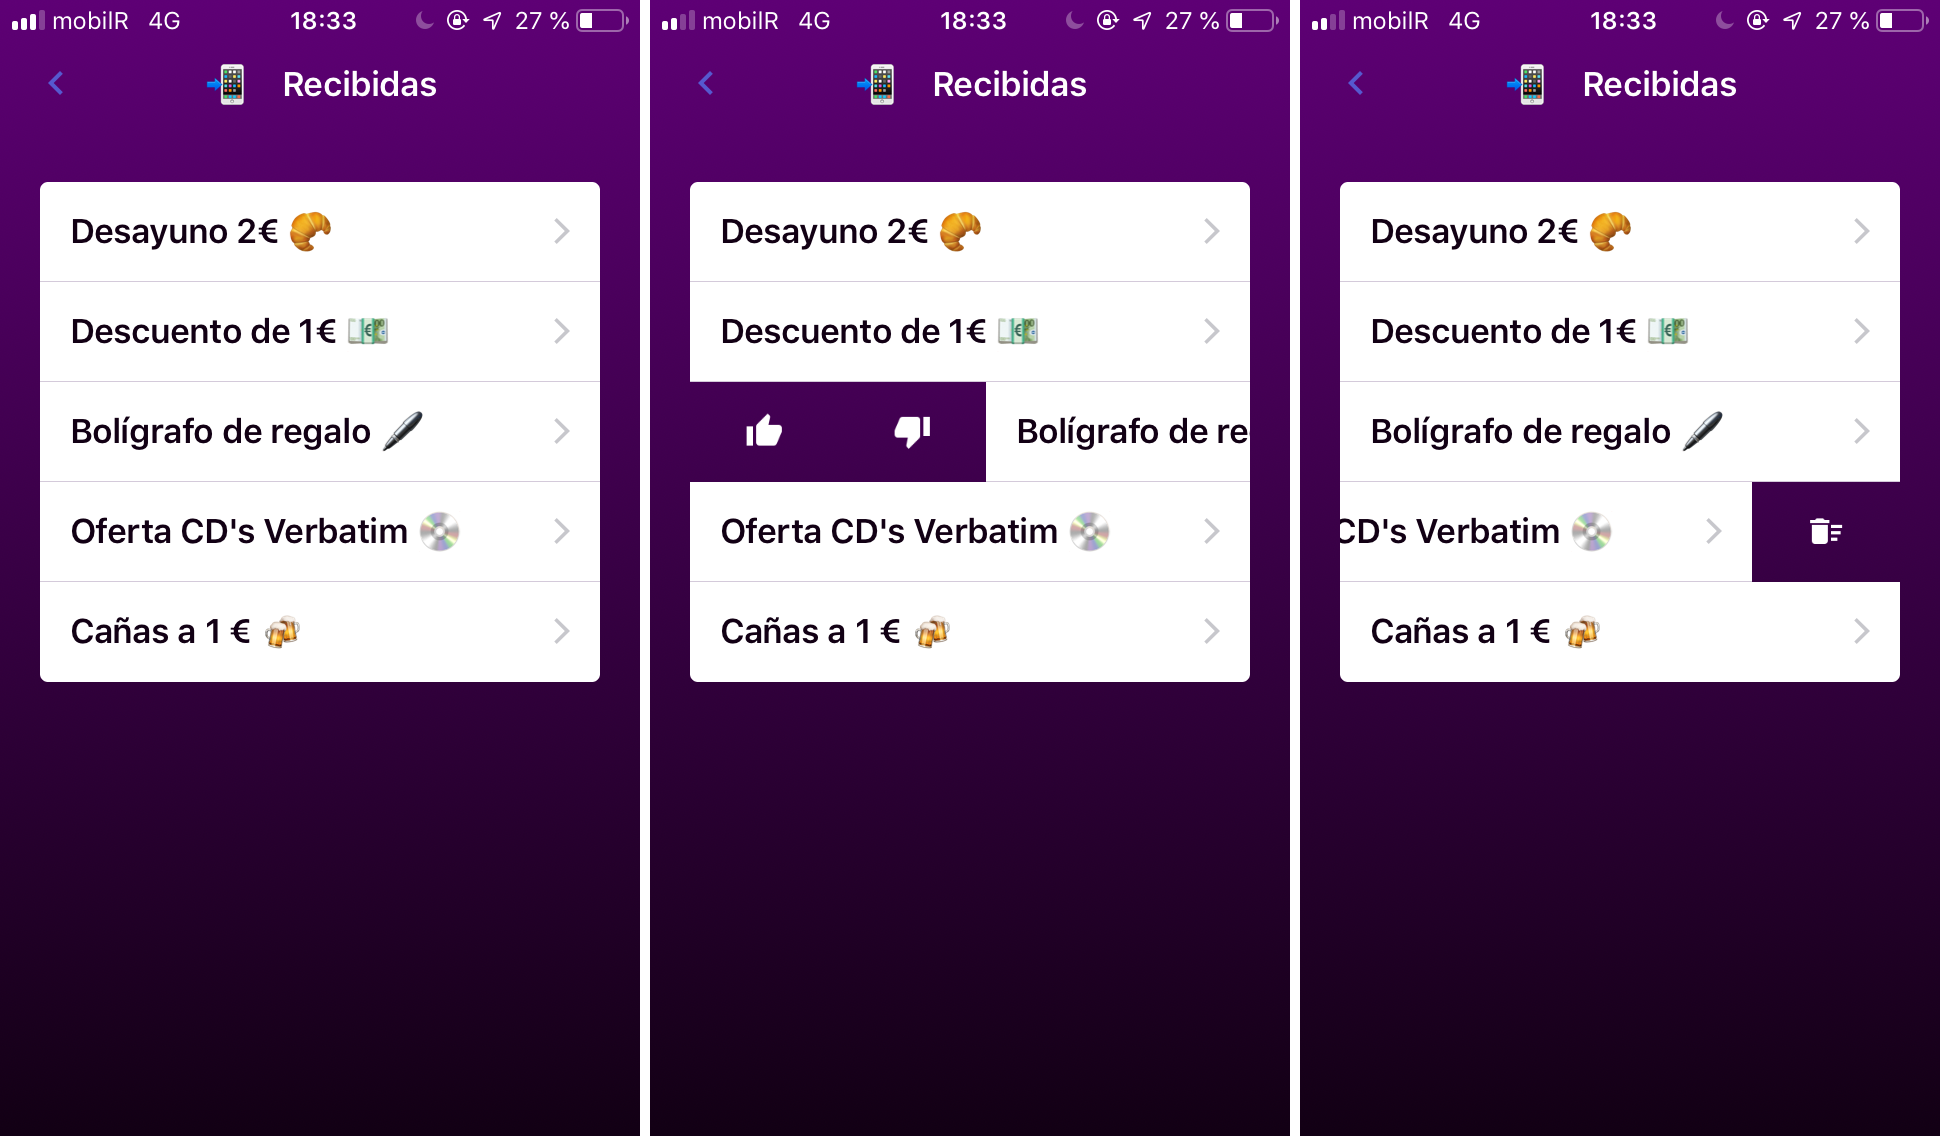 mobilR 4G 18:33 27 %
Recibidas
Desayuno 2€ 🥐
Descuento de 1€ 💶
Bolígrafo de regalo 🖊️
Oferta CD's Verbatim 💿
Cañas a 1 € 🍻
mobilR 4G 18:33 27 %
Recibidas
Desayuno 2€ 🥐
Descuento de 1€ 💶
Bolígrafo de re
Oferta CD's Verbatim 💿
Cañas a 1 € 🍻
mobilR 4G 18:33 27 %
Recibidas
Desayuno 2€ 🥐
Descuento de 1€ 💶
Bolígrafo de regalo 🖊️
CD's Verbatim 💿
Cañas a 1 € 🍻